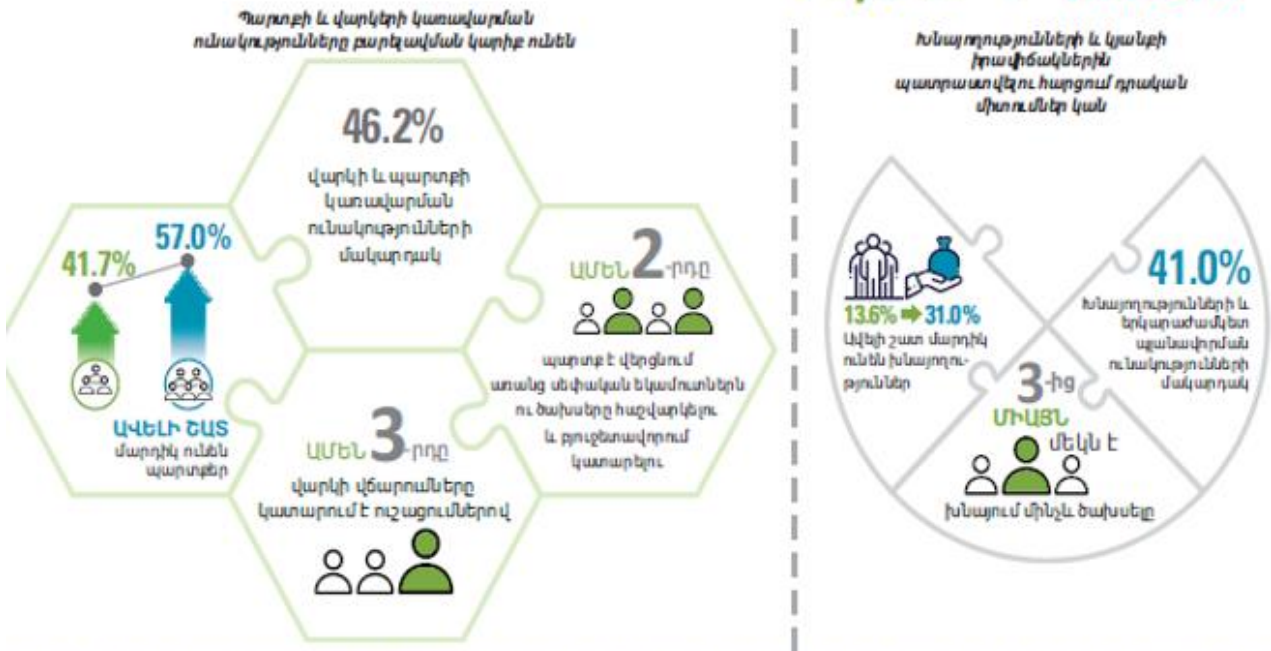 Պարտքի և վարկերի կառավարման
ունակությունները բարելավման կարիք ունեն
46.2%
վարկի և պարտքի
կառավարման
ունակությունների
մակարդակ
41.7%
57.0%
ԱՎԵԼԻ ՇԱՏ
մարդիկ ունեն
պարտքեր
ԱՄԵՆ 2-րդը
պարտք է վերցնում
առանց սեփական եկամուտներն
ու ծախսերը հաշվարկելու
և բյուջետավորում
կատարելու
ԱՄԵՆ 3-րդը
վարկի վճարումները
կատարում է ուշացումներով
Խնայողությունների և կյանքի
իրավիճակներին
պատրաստվելու հարցում դրական
միտումներ կան
13.6% 31.0%
Ավելի շատ մարդիկ
ունեն խնայողու-
թյուններ
41.0%
Խնայողությունների և
երկարաժամկետ
պլանավորման
ունակությունների
մակարդակ
3-ից
ՄԻԱՅՆ
մեկն է
խնայում մինչև ծախսելը